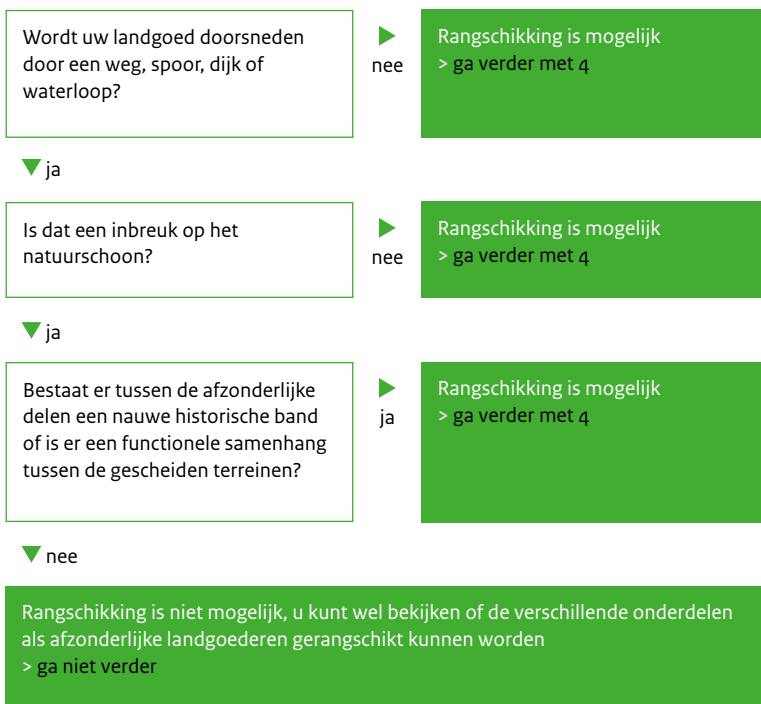 Wordt uw landgoed doorsneden
door een weg, spoor, dijk of
waterloop?
nee
Rangschikking is mogelijk
> ga verder met 4
ja
Is dat een inbreuk op het
natuurschoon?
nee
Rangschikking is mogelijk
> ga verder met 4
ja
Bestaat er tussen de afzonderlijke
delen een nauwe historische band
of is er een functionele samenhang
tussen de gescheiden terreinen?
ja
Rangschikking is mogelijk
> ga verder met 4
nee
Rangschikking is niet mogelijk, u kunt wel bekijken of de verschillende onderdelen
als afzonderlijke landgoederen gerangschikt kunnen worden
> ga niet verder